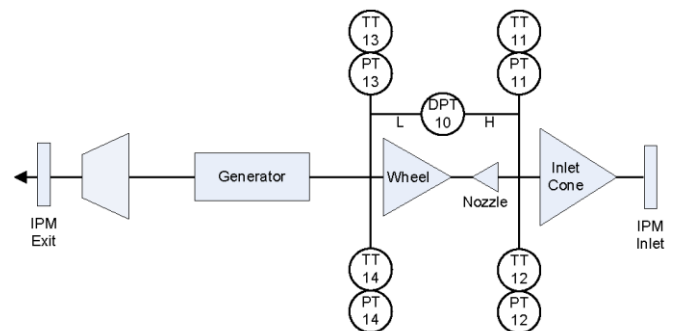 TT
13
PT
13
TT
11
PT
11
DPT
10
L
H
Generator
Wheel
Nozzle
Inlet
Cone
IPM
Exit
IPM
Inlet
TT
14
PT
14
TT
12
PT
12